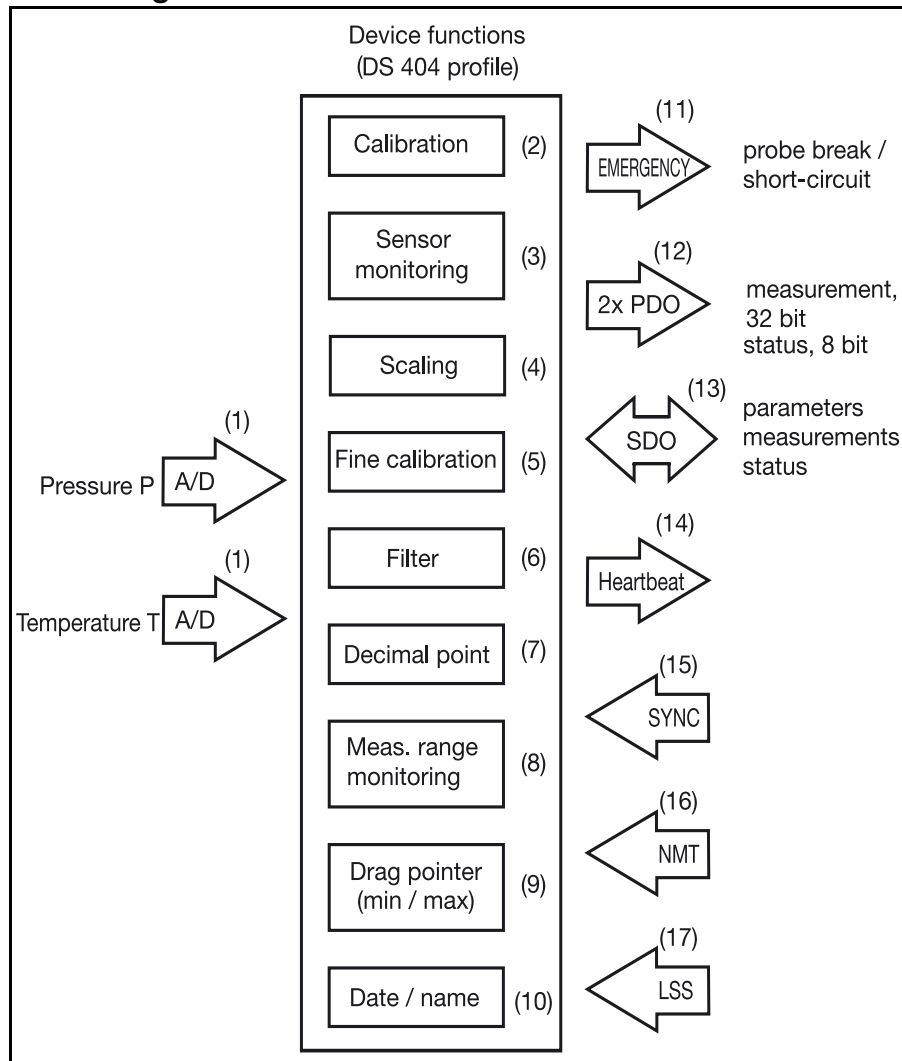 Device functions
(DS 404 profile)
Calibration (2)
Sensor
monitoring (3)
Scaling (4)
Fine calibration (5)
Filter (6)
Decimal point (7)
Meas. range
monitoring (8)
Drag pointer
(min / max) (9)
Date / name (10)
(1)
Pressure P A/D
(1)
Temperature T A/D
(11)
EMERGENCY
probe break /
short-circuit
(12)
2x PDO
measurement,
32 bit
status, 8 bit
(13)
SDO
parameters
measurements
status
(14)
Heartbeat
(15)
SYNC
(16)
NMT
(17)
LSS